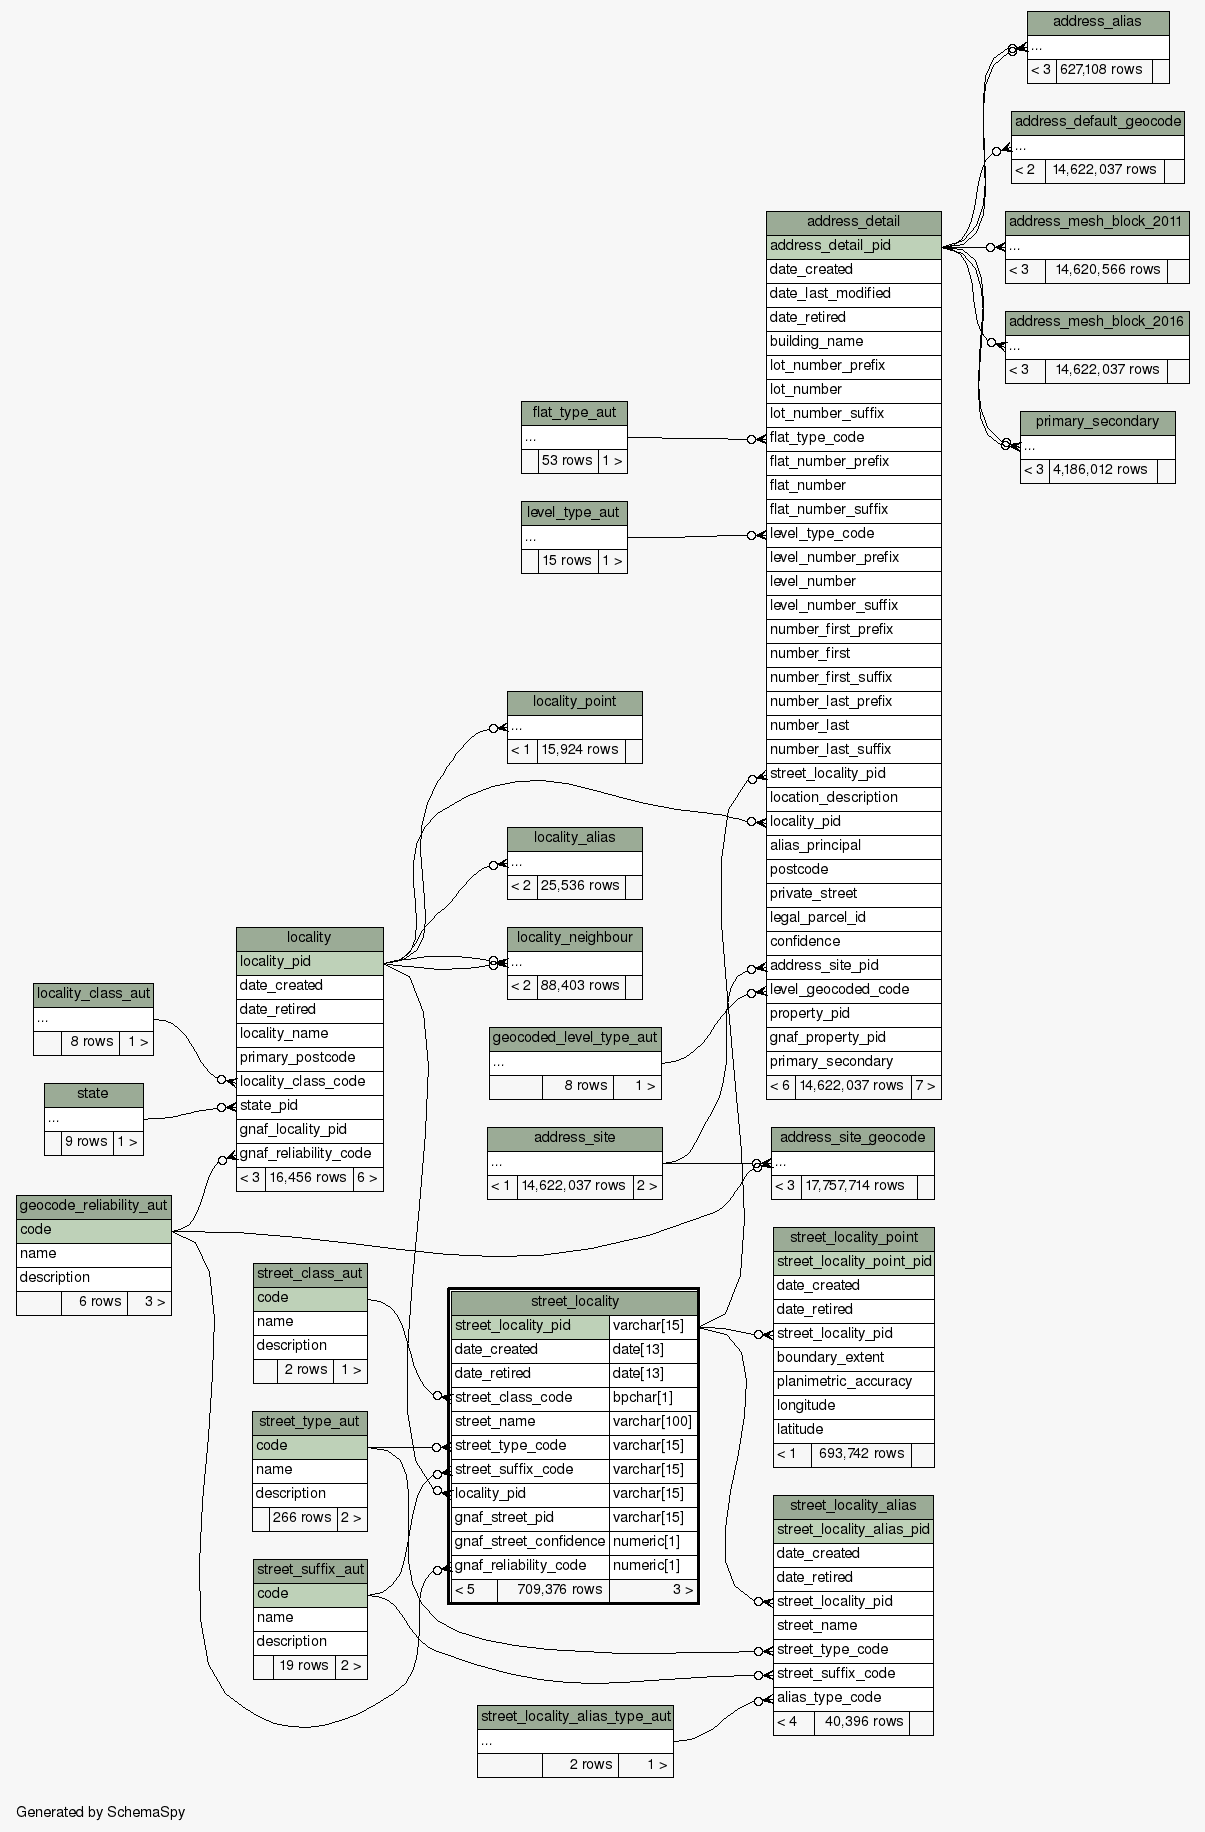 address_alias
...
< 3 627,108 rows
address_default_geocode
...
< 2 14,622,037 rows
address_mesh_block_2011
...
< 3 14,620,566 rows
address_mesh_block_2016
...
< 3 14,622,037 rows
primary_secondary
...
< 3 4,186,012 rows
address_detail
address_detail_pid
date_created
date_last_modified
date_retired
building_name
lot_number_prefix
lot_number
lot_number_suffix
flat_type_code
flat_number_prefix
flat_number
flat_number_suffix
level_type_code
level_number_prefix
level_number
level_number_suffix
number_first_prefix
number_first
number_first_suffix
number_last_prefix
number_last
number_last_suffix
street_locality_pid
location_description
locality_pid
alias_principal
postcode
private_street
legal_parcel_id
confidence
address_site_pid
level_geocoded_code
property_pid
gnaf_property_pid
primary_secondary
< 6 14,622,037 rows 7 >
flat_type_aut
...
53 rows 1 >
level_type_aut
...
15 rows 1 >
locality_point
...
< 1 15,924 rows
locality_alias
...
< 2 25,536 rows
locality_neighbour
...
< 2 88,403 rows
locality
locality_pid
date_created
date_retired
locality_name
primary_postcode
locality_class_code
state_pid
gnaf_locality_pid
gnaf_reliability_code
< 3 16,456 rows 6 >
locality_class_aut
...
8 rows 1 >
state
...
9 rows 1 >
geocoded_level_type_aut
...
8 rows 1 >
address_site
...
< 1 14,622,037 rows 2 >
address_site_geocode
...
< 3 17,757,714 rows
geocode_reliability_aut
code
name
description
6 rows 3 >
street_class_aut
code
name
description
2 rows 1 >
street_type_aut
code
name
description
266 rows 2 >
street_suffix_aut
code
name
description
19 rows 2 >
street_locality
street_locality_pid varchar[15]
date_created date[13]
date_retired date[13]
street_class_code bpchar[1]
street_name varchar[100]
street_type_code varchar[15]
street_suffix_code varchar[15]
locality_pid varchar[15]
gnaf_street_pid varchar[15]
gnaf_street_confidence numeric[1]
gnaf_reliability_code numeric[1]
< 5 709,376 rows 3 >
street_locality_point
street_locality_point_pid
date_created
date_retired
street_locality_pid
boundary_extent
planimetric_accuracy
longitude
latitude
< 1 693,742 rows
street_locality_alias
street_locality_alias_pid
date_created
date_retired
street_locality_pid
street_name
street_type_code
street_suffix_code
alias_type_code
< 4 40,396 rows
street_locality_alias_type_aut
...
2 rows 1 >
Generated by SchemaSpy